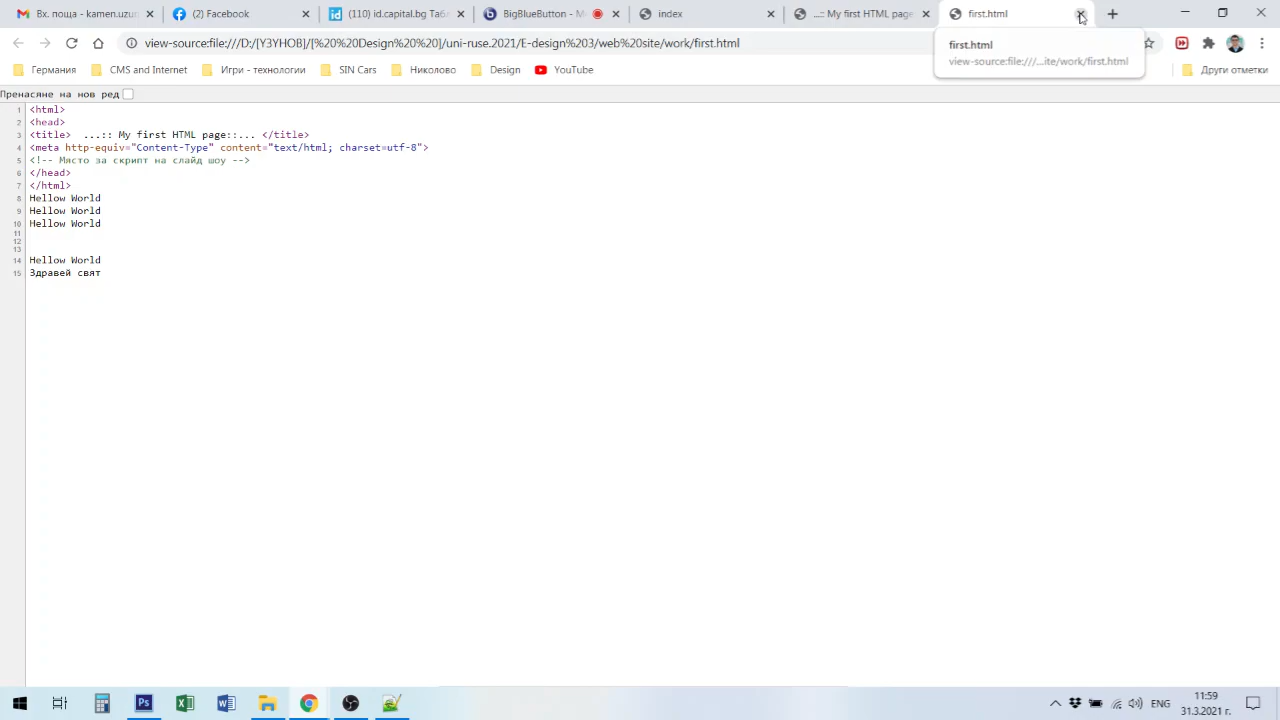 Вх. поща - kamen.uzun
(2) Facebook
(110) id.capital.bg Табл
BigBlueButton - Мо
index
...:: My first HTML page
first.html
view-source:file:///D:/[Y3YHOB]/[%20%20Design%20%20]/uni-ruse.2021/E-design%203/web%20site/work/first.html
first.html
view-source:file:///...ite/work/first.html
Германия
CMS and Internet
Игри - технологии
SIN Cars
Николово
Design
YouTube
Други отметки
Пренасяне на нов ред
1 <html>
2 <head>
3 <title> ...:: My first HTML page::... </title>
4 <meta http-equiv="Content-Type" content="text/html; charset=utf-8">
5 <!-- Място за скрипт на слайд шоу -->
6 </head>
7 </html>
8 Hellow World
9 Hellow World
10 Hellow World
11
12
13
14 Hellow World
15 Здравей свят
Ps
ENG
11:59
31.3.2021 г.